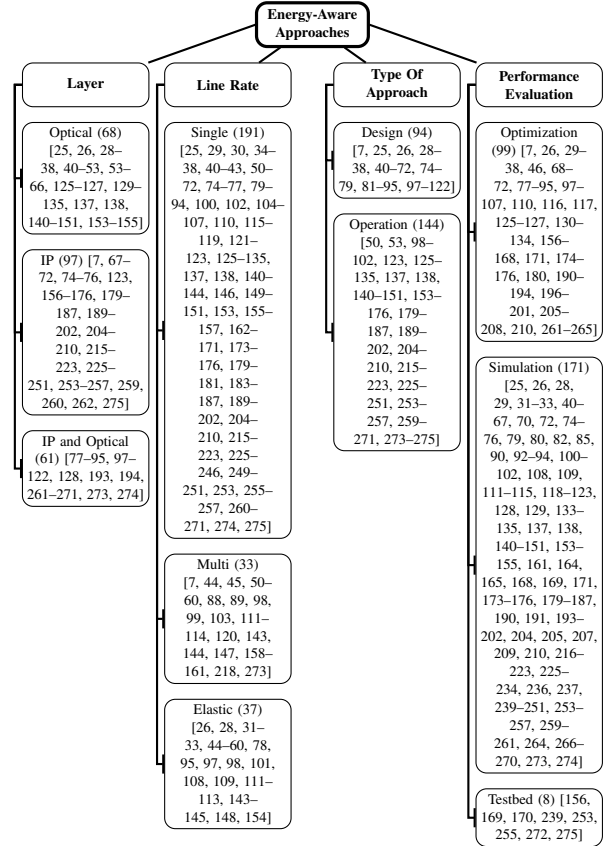 Energy-Aware
Approaches
Layer
Optical (68)
[25, 26, 28–
38, 40–53, 53–
66, 125–127, 129–
135, 137, 138,
140–151, 153–155]
IP (97) [7, 67–
72, 74–76, 123,
156–176, 179–
187, 189–
202, 204–
210, 215–
223, 225–
251, 253–257, 259,
260, 262, 275]
IP and Optical
(61) [77–95, 97–
122, 128, 193, 194,
261–271, 273, 274]
Line Rate
Single (191)
[25, 29, 30, 34–
38, 40–43, 50–
72, 74–77, 79–
94, 100, 102, 104–
107, 110, 115–
119, 121–
123, 125–135,
137, 138, 140–
144, 146, 149–
151, 153, 155–
157, 162–
171, 173–
176, 179–
181, 183–
187, 189–
202, 204–
210, 215–
223, 225–
246, 249–
251, 253, 255–
257, 260–
271, 274, 275]
Multi (33)
[7, 44, 45, 50–
60, 88, 89, 98,
99, 103, 111–
114, 120, 143,
144, 147, 158–
161, 218, 273]
Elastic (37)
[26, 28, 31–
33, 44–60, 78,
95, 97, 98, 101,
108, 109, 111–
113, 143–
145, 148, 154]
Type Of
Approach
Design (94)
[7, 25, 26, 28–
38, 40–72, 74–
79, 81–95, 97–122]
Operation (144)
[50, 53, 98–
102, 123, 125–
135, 137, 138,
140–151, 153–
176, 179–
187, 189–
202, 204–
210, 215–
223, 225–
251, 253–
257, 259–
271, 273–275]
Performance
Evaluation
Optimization
(99) [7, 26, 29–
38, 46, 68–
72, 77–95, 97–
107, 110, 116, 117,
125–127, 130–
134, 156–
168, 171, 174–
176, 180, 190–
194, 196–
201, 205–
208, 210, 261–265]
Simulation (171)
[25, 26, 28,
29, 31–33, 40–
67, 70, 72, 74–
76, 79, 80, 82, 85,
90, 92–94, 100–
102, 108, 109,
111–115, 118–123,
128, 129, 133–
135, 137, 138,
140–151, 153–
155, 161, 164,
165, 168, 169, 171,
173–176, 179–187,
190, 191, 193–
202, 204, 205, 207,
209, 210, 216–
223, 225–
234, 236, 237,
239–251, 253–
257, 259–
261, 264, 266–
270, 273, 274]
Testbed (8) [156,
169, 170, 239, 253,
255, 272, 275]